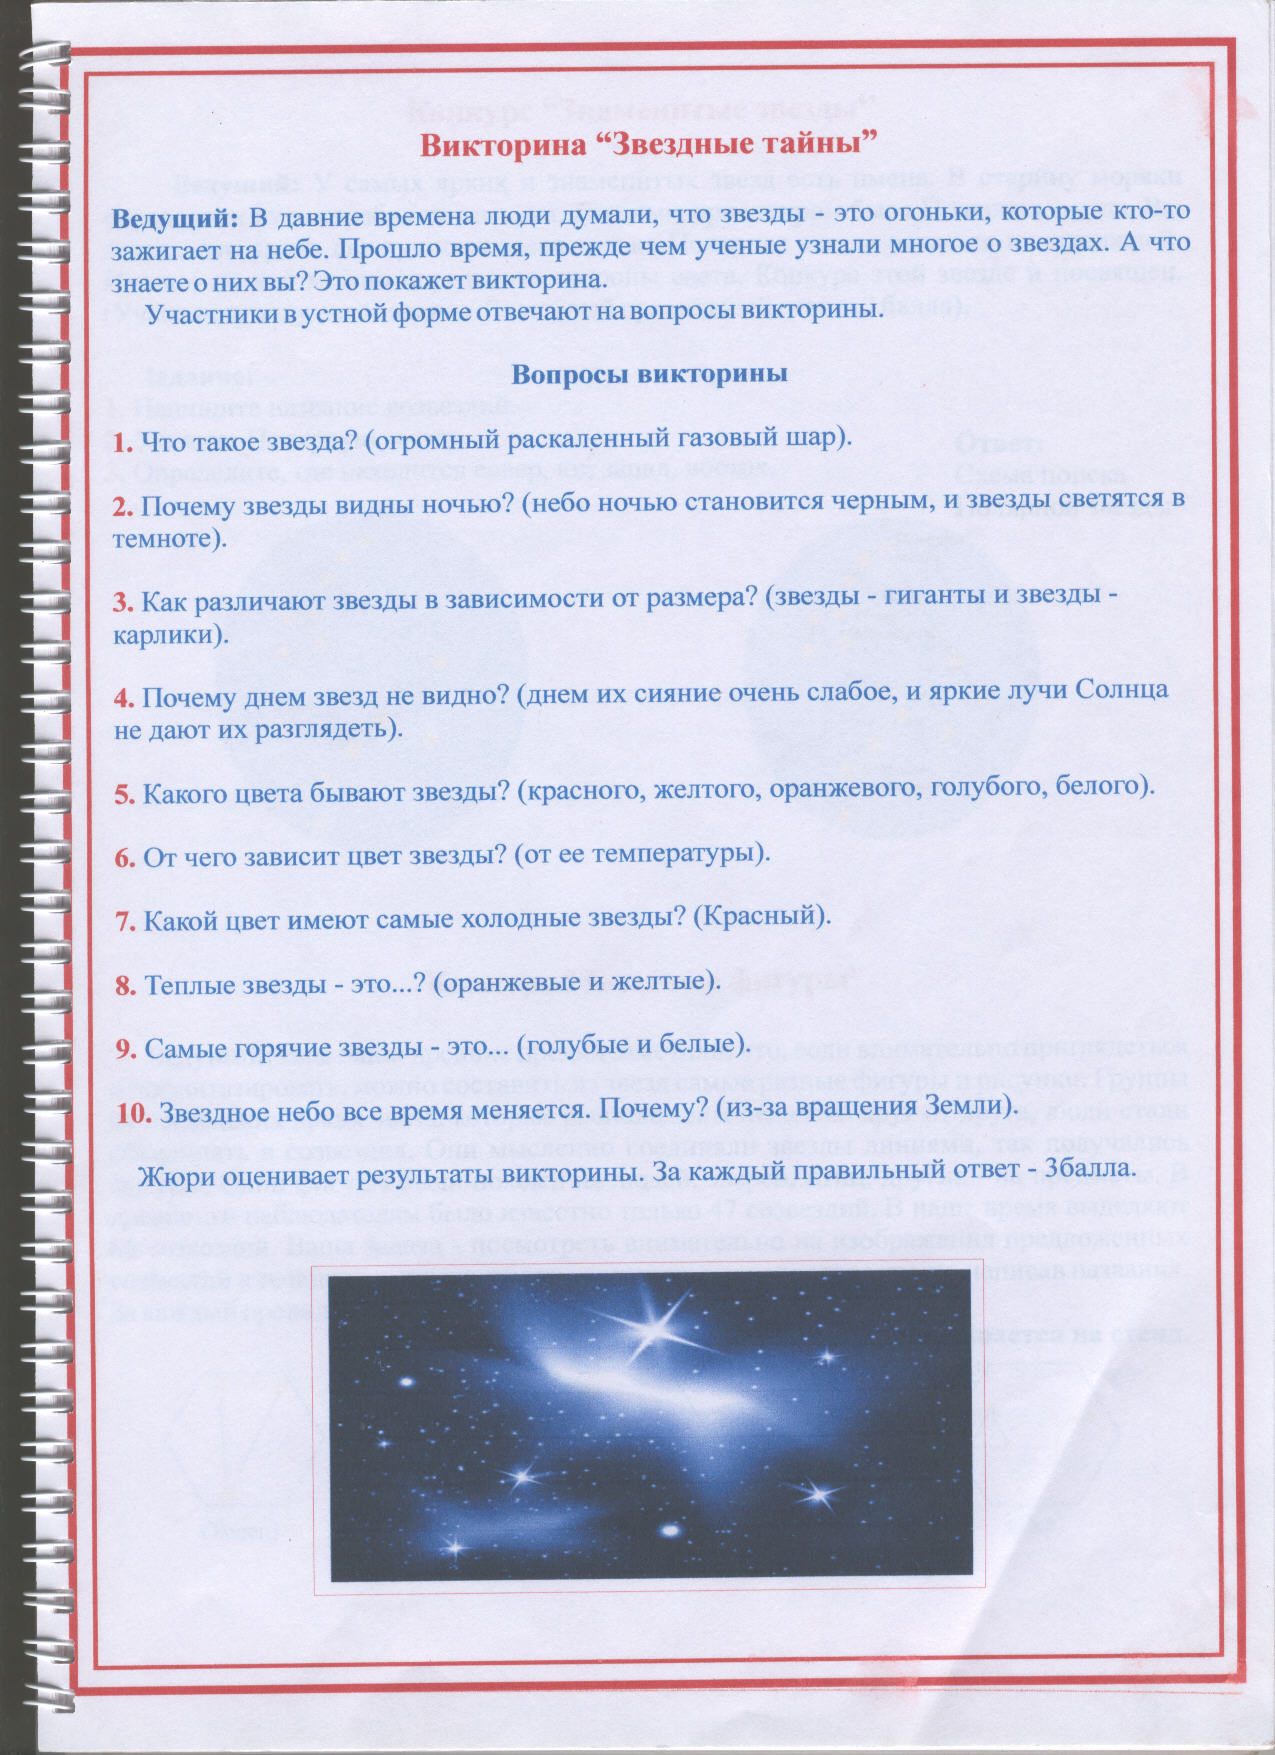 Викторина “Звездные тайны”
Ведущий: В давние времена люди думали, что звезды - это огоньки, которые кто-то
зажигает на небе. Прошло время, прежде чем ученые узнали многое о звездах. А что
знаете о них вы? Это покажет викторина.
Участники в устной форме отвечают на вопросы викторины.
Вопросы викторины
1. Что такое звезда? (огромный раскаленный газовый шар).
2. Почему звезды видны ночью? (небо ночью становится черным, и звезды светятся в
темноте).
3. Как различают звезды в зависимости от размера? (звезды - гиганты и звезды -
карлики).
4. Почему днем звезд не видно? (днем их сияние очень слабое, и яркие лучи Солнца
не дают их разглядеть).
5. Какого цвета бывают звезды? (красного, желтого, оранжевого, голубого, белого).
6. От чего зависит цвет звезды? (от ее температуры).
7. Какой цвет имеют самые холодные звезды? (Красный).
8. Теплые звезды - это...? (оранжевые и желтые).
9. Самые горячие звезды - это... (голубые и белые).
10. Звездное небо все время меняется. Почему? (из-за вращения Земли).
Жюри оценивает результаты викторины. За каждый правильный ответ - 3балла.